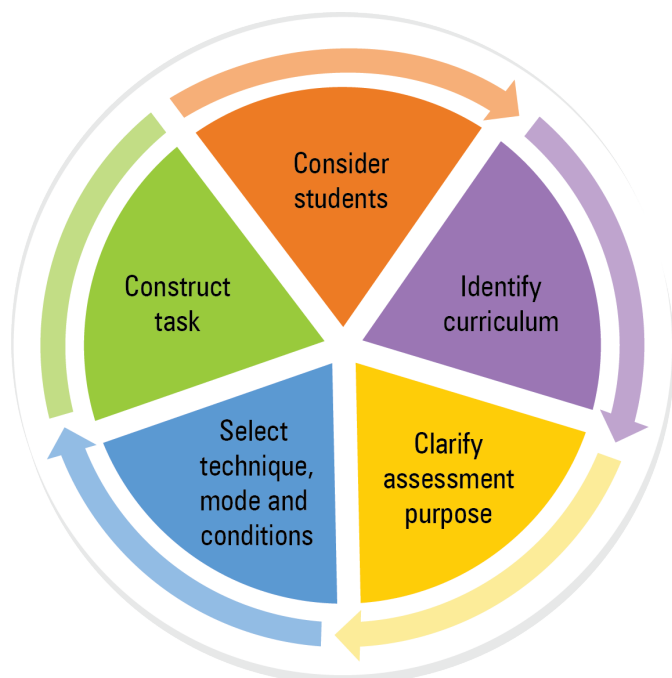 Consider
students
Identify
curriculum
Clarify
assessment
purpose
Select
technique,
mode and
conditions
Construct
task